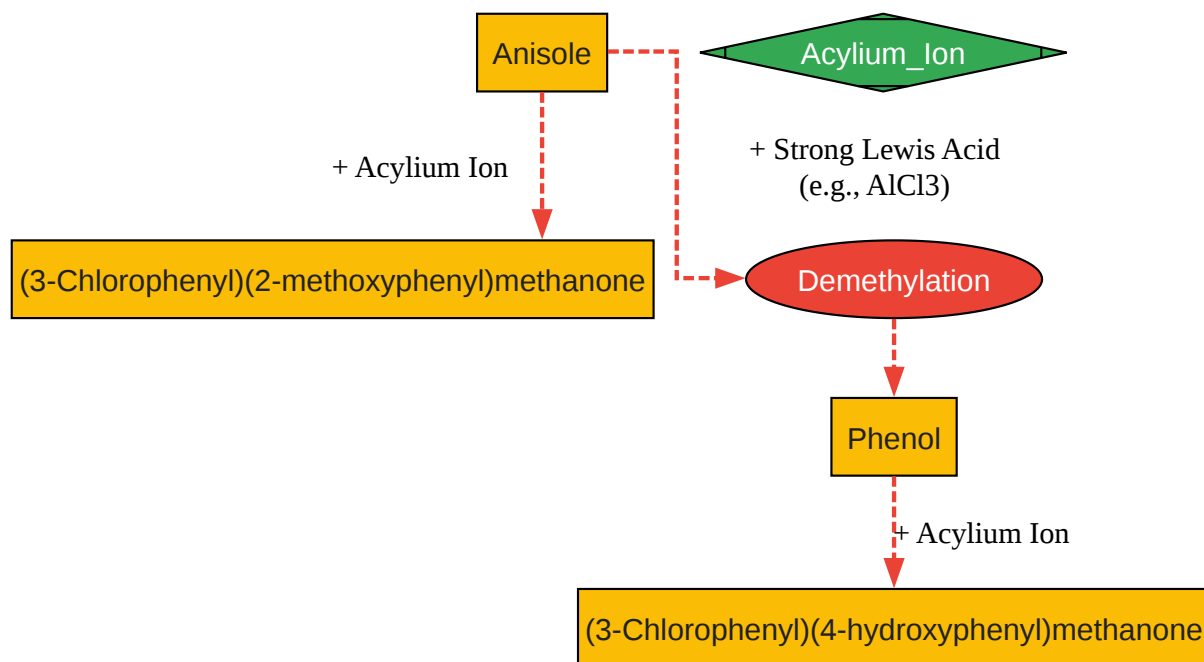 Anisole
Acylium_Ion
+ Acylium Ion
+ Strong Lewis Acid
(e.g., AlCl3)
(3-Chlorophenyl)(2-methoxyphenyl)methanone
Demethylation
Phenol
+ Acylium Ion
(3-Chlorophenyl)(4-hydroxyphenyl)methanone